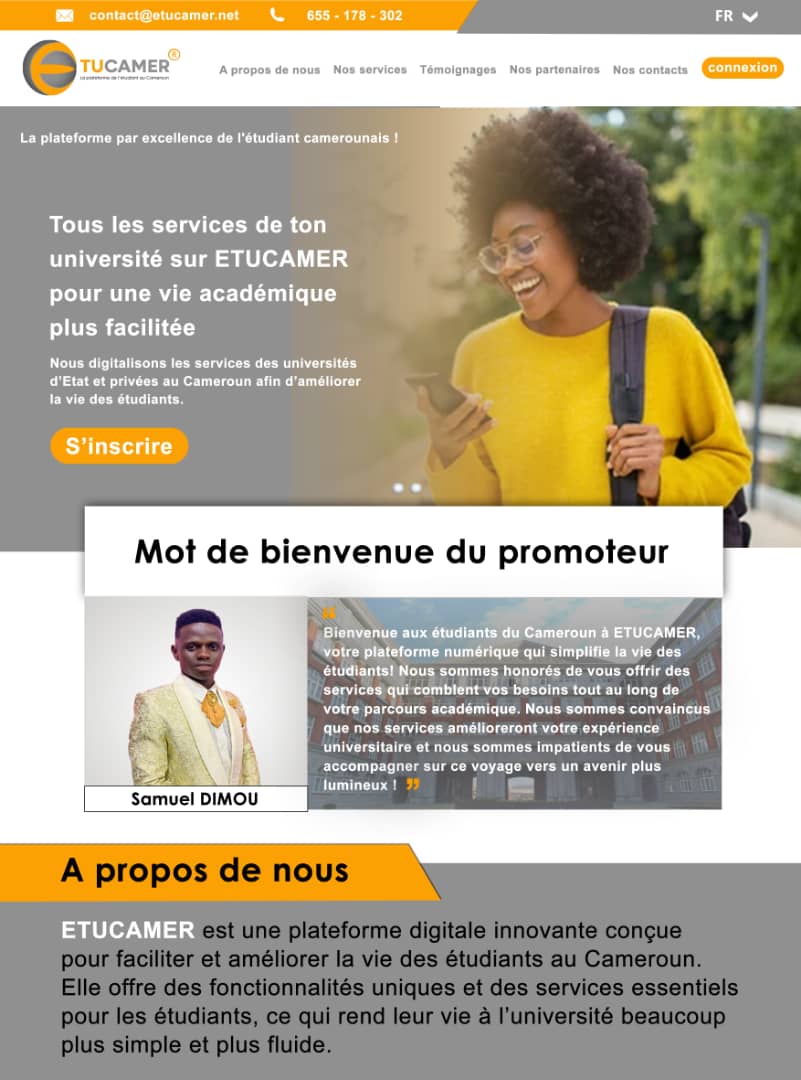 contact@etucamer.net
655 - 178 - 302
FR
ETUCAMER®
La plateforme de l'étudiant au Cameroun
A propos de nous
Nos services
Témoignages
Nos partenaires
Nos contacts
connexion
La plateforme par excellence de l'étudiant camerounais !
Tous les services de ton
université sur ETUCAMER
pour une vie académique
plus facilitée
Nous digitalisons les services des universités
d'Etat et privées au Cameroun afin d'améliorer
la vie des étudiants.
S'inscrire
Mot de bienvenue du promoteur
“
Bienvenue aux étudiants du Cameroun à ETUCAMER,
votre plateforme numérique qui simplifie la vie des
étudiants! Nous sommes honorés de vous offrir des
services qui comblent vos besoins tout au long de
votre parcours académique. Nous sommes convaincus
que nos services amélioreront votre expérience
universitaire et nous sommes impatients de vous
accompagner sur ce voyage vers un avenir plus
lumineux ! ”
Samuel DIMOU
A propos de nous
ETUCAMER est une plateforme digitale innovante conçue
pour faciliter et améliorer la vie des étudiants au Cameroun.
Elle offre des fonctionnalités uniques et des services essentiels
pour les étudiants, ce qui rend leur vie à l'université beaucoup
plus simple et plus fluide.